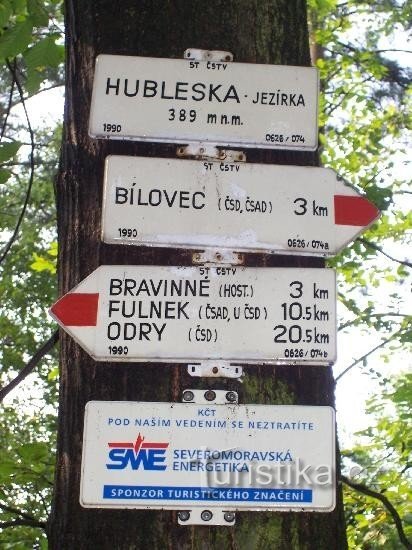 ST ČSTV
HUBLESKA - JEZÍRKA
389 m n.m.
1990 0626/074
BÍLOVEC (ČSD, ČSAD) 3 km
1990 0626/074a
ST ČSTV
BRAVINNÉ (HOST.) 3 km
FULNEK (ČSAD, U ČSD) 10.5 km
ODRY (ČSD) 20.5 km
1990 0626/074b
KČT
POD NAŠÍM VEDENÍM SE NEZTRATÍTE
SME SEVEROMORAVSKÁ
ENERGETIKA
turistika.cz
SPONZOR TURISTICKÉHO ZNAČENÍ